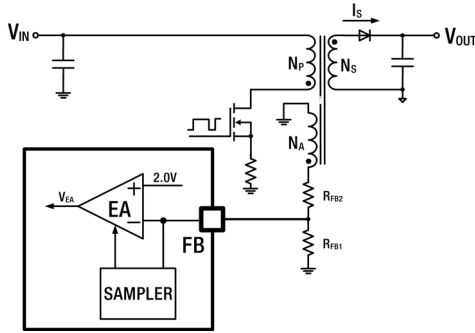 Is
VIN
VOUT
NP
NS
NA
2.0V
VEA
EA
RFB2
FB
RFB1
SAMPLER